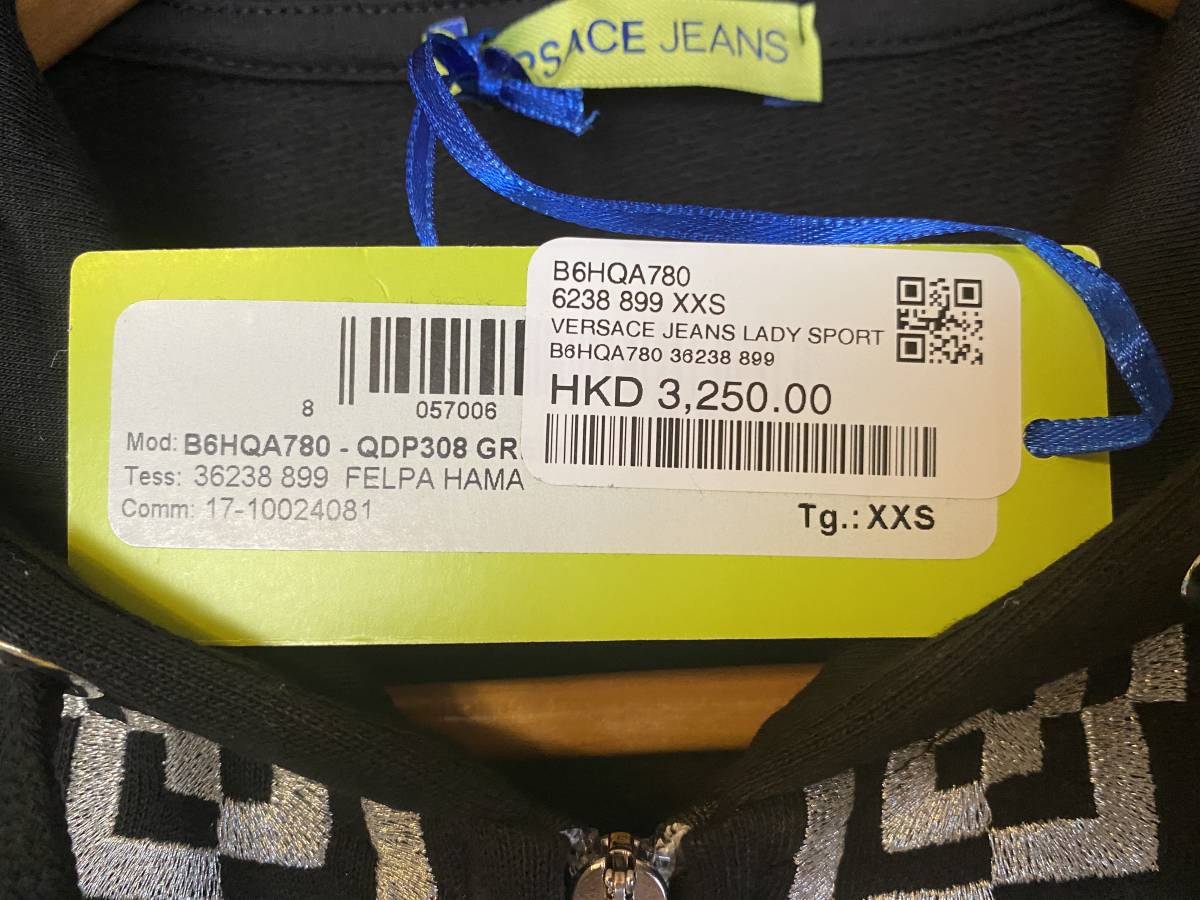 RSACE JEANS
B6HQA780
6238 899 XXS
VERSACE JEANS LADY SPORT
B6HQA780 36238 899
HKD 3,250.00
8 057006
Mod: B6HQA780 - QDP308 GR
Tess: 36238 899 FELPA HAMA
Comm: 17-10024081
Tg.: XXS